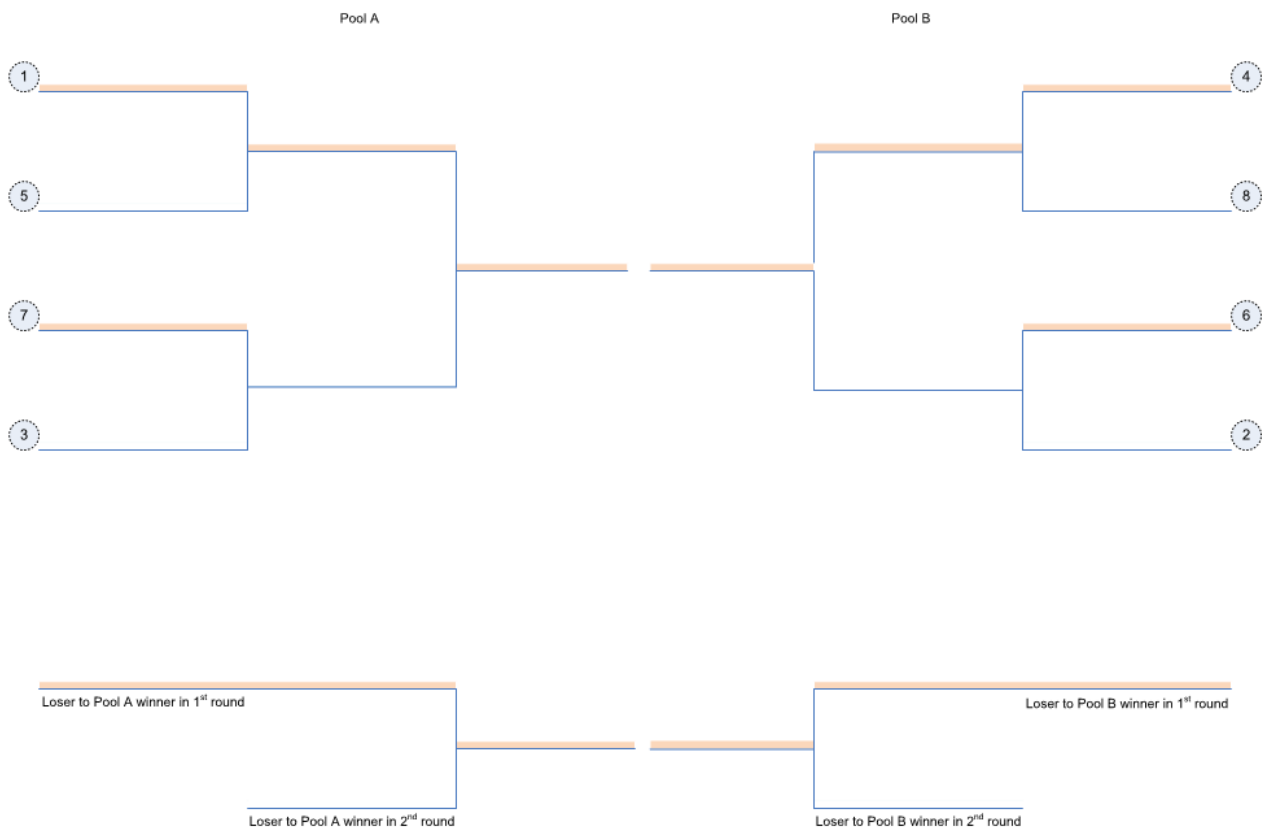 Pool A
Pool B
1
4
5
8
7
6
3
2
Loser to Pool A winner in 1st round
Loser to Pool B winner in 1st round
Loser to Pool A winner in 2nd round
Loser to Pool B winner in 2nd round